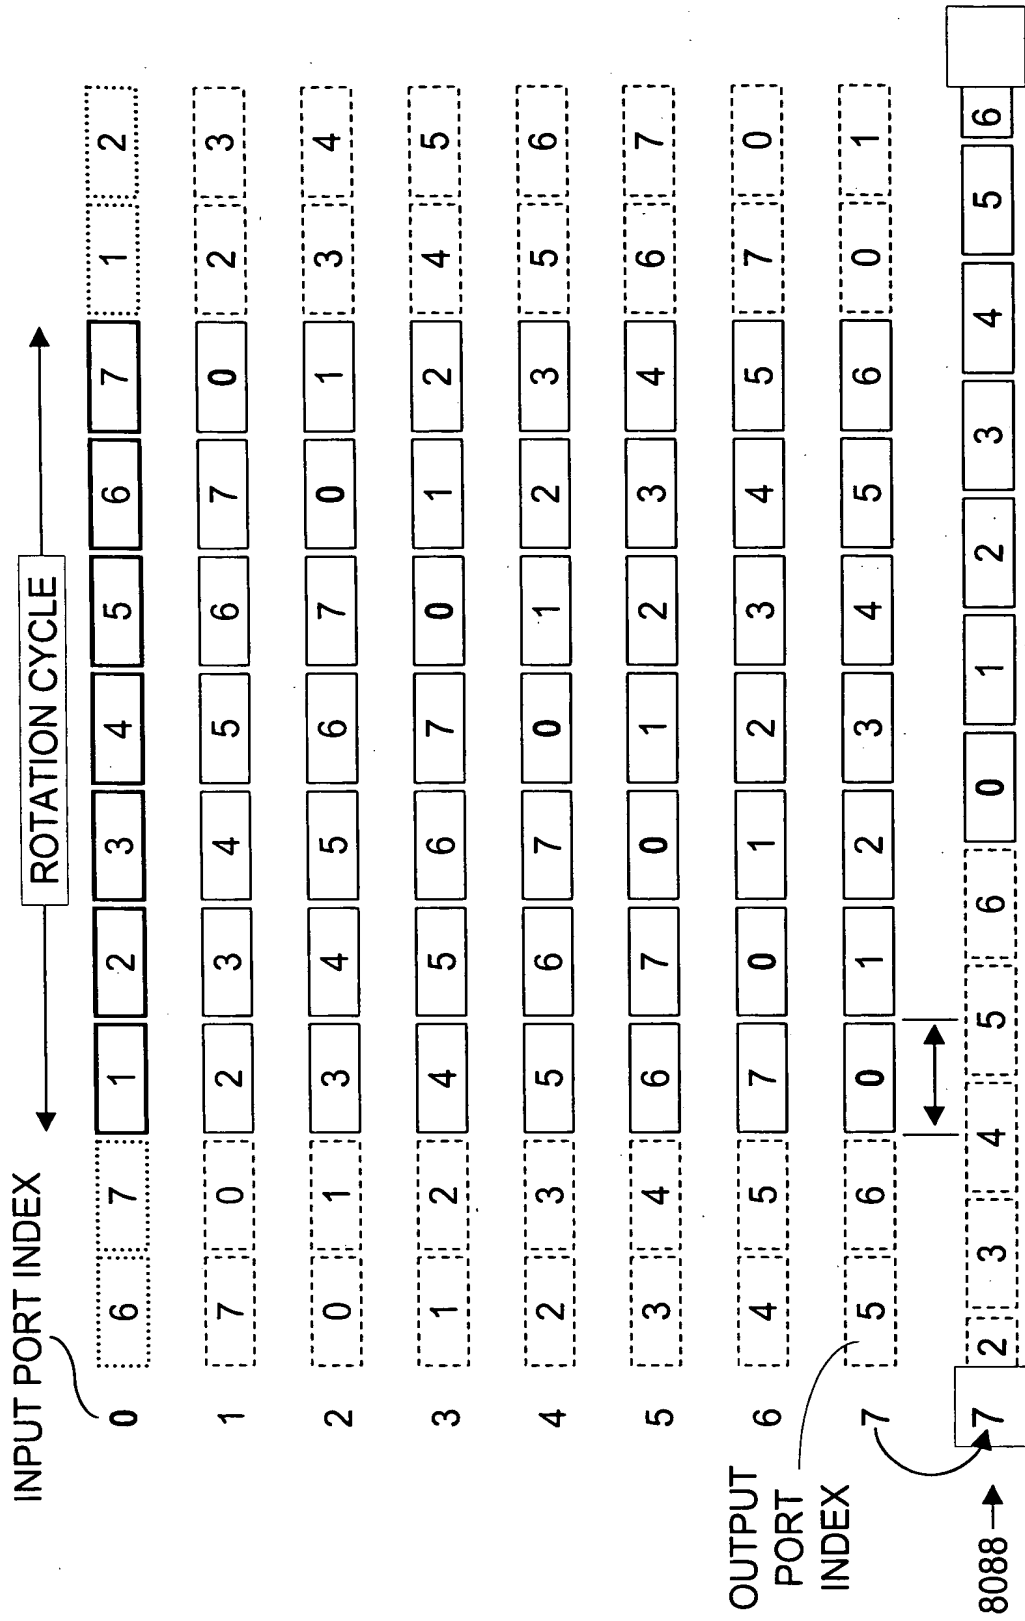 INPUT PORT INDEX
ROTATION CYCLE
0 6 7 1 2 3 4 5 6 7 1 2
1 7 0 2 3 4 5 6 7 0 2 3
2 0 1 3 4 5 6 7 0 1 3 4
3 1 2 4 5 6 7 0 1 2 4 5
4 2 3 5 6 7 0 1 2 3 5 6
5 3 4 6 7 0 1 2 3 4 6 7
6 4 5 7 0 1 2 3 4 5 7 0
7 5 6 0 1 2 3 4 5 6 0 1
OUTPUT
PORT
INDEX
8088
7 2 3 4 5 6 0 1 2 3 4 5 6